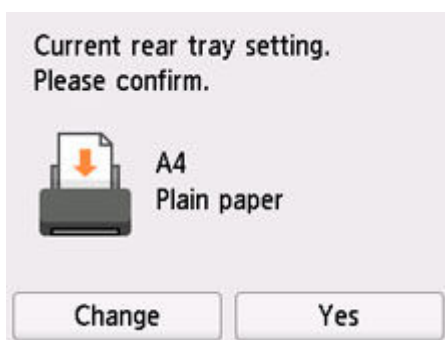 Current rear tray setting.
Please confirm.
A4
Plain paper
Change
Yes